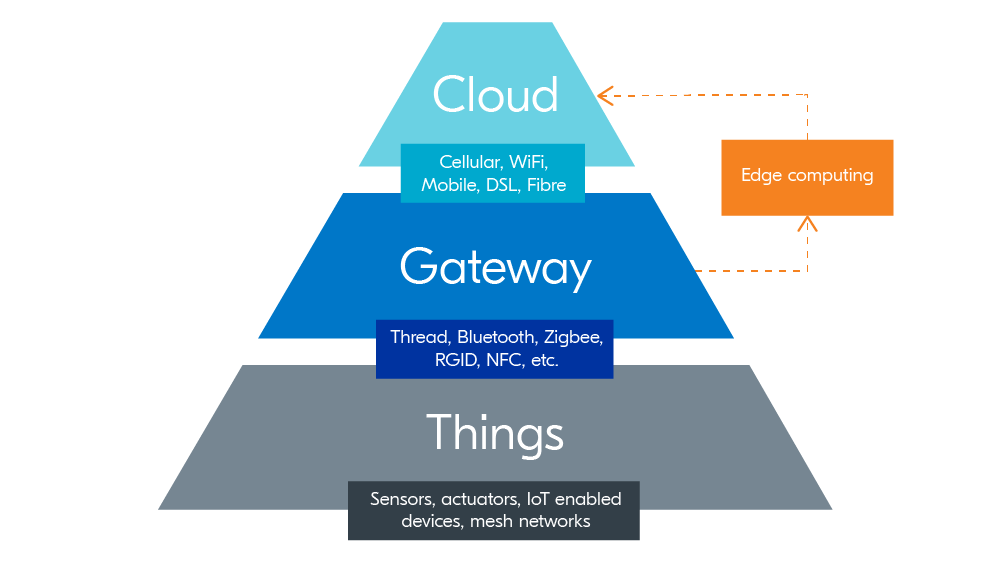 Cloud
Cellular, WiFi,
Mobile, DSL, Fibre
Edge computing
Gateway
Thread, Bluetooth, Zigbee,
RGID, NFC, etc.
Things
Sensors, actuators, IoT enabled
devices, mesh networks